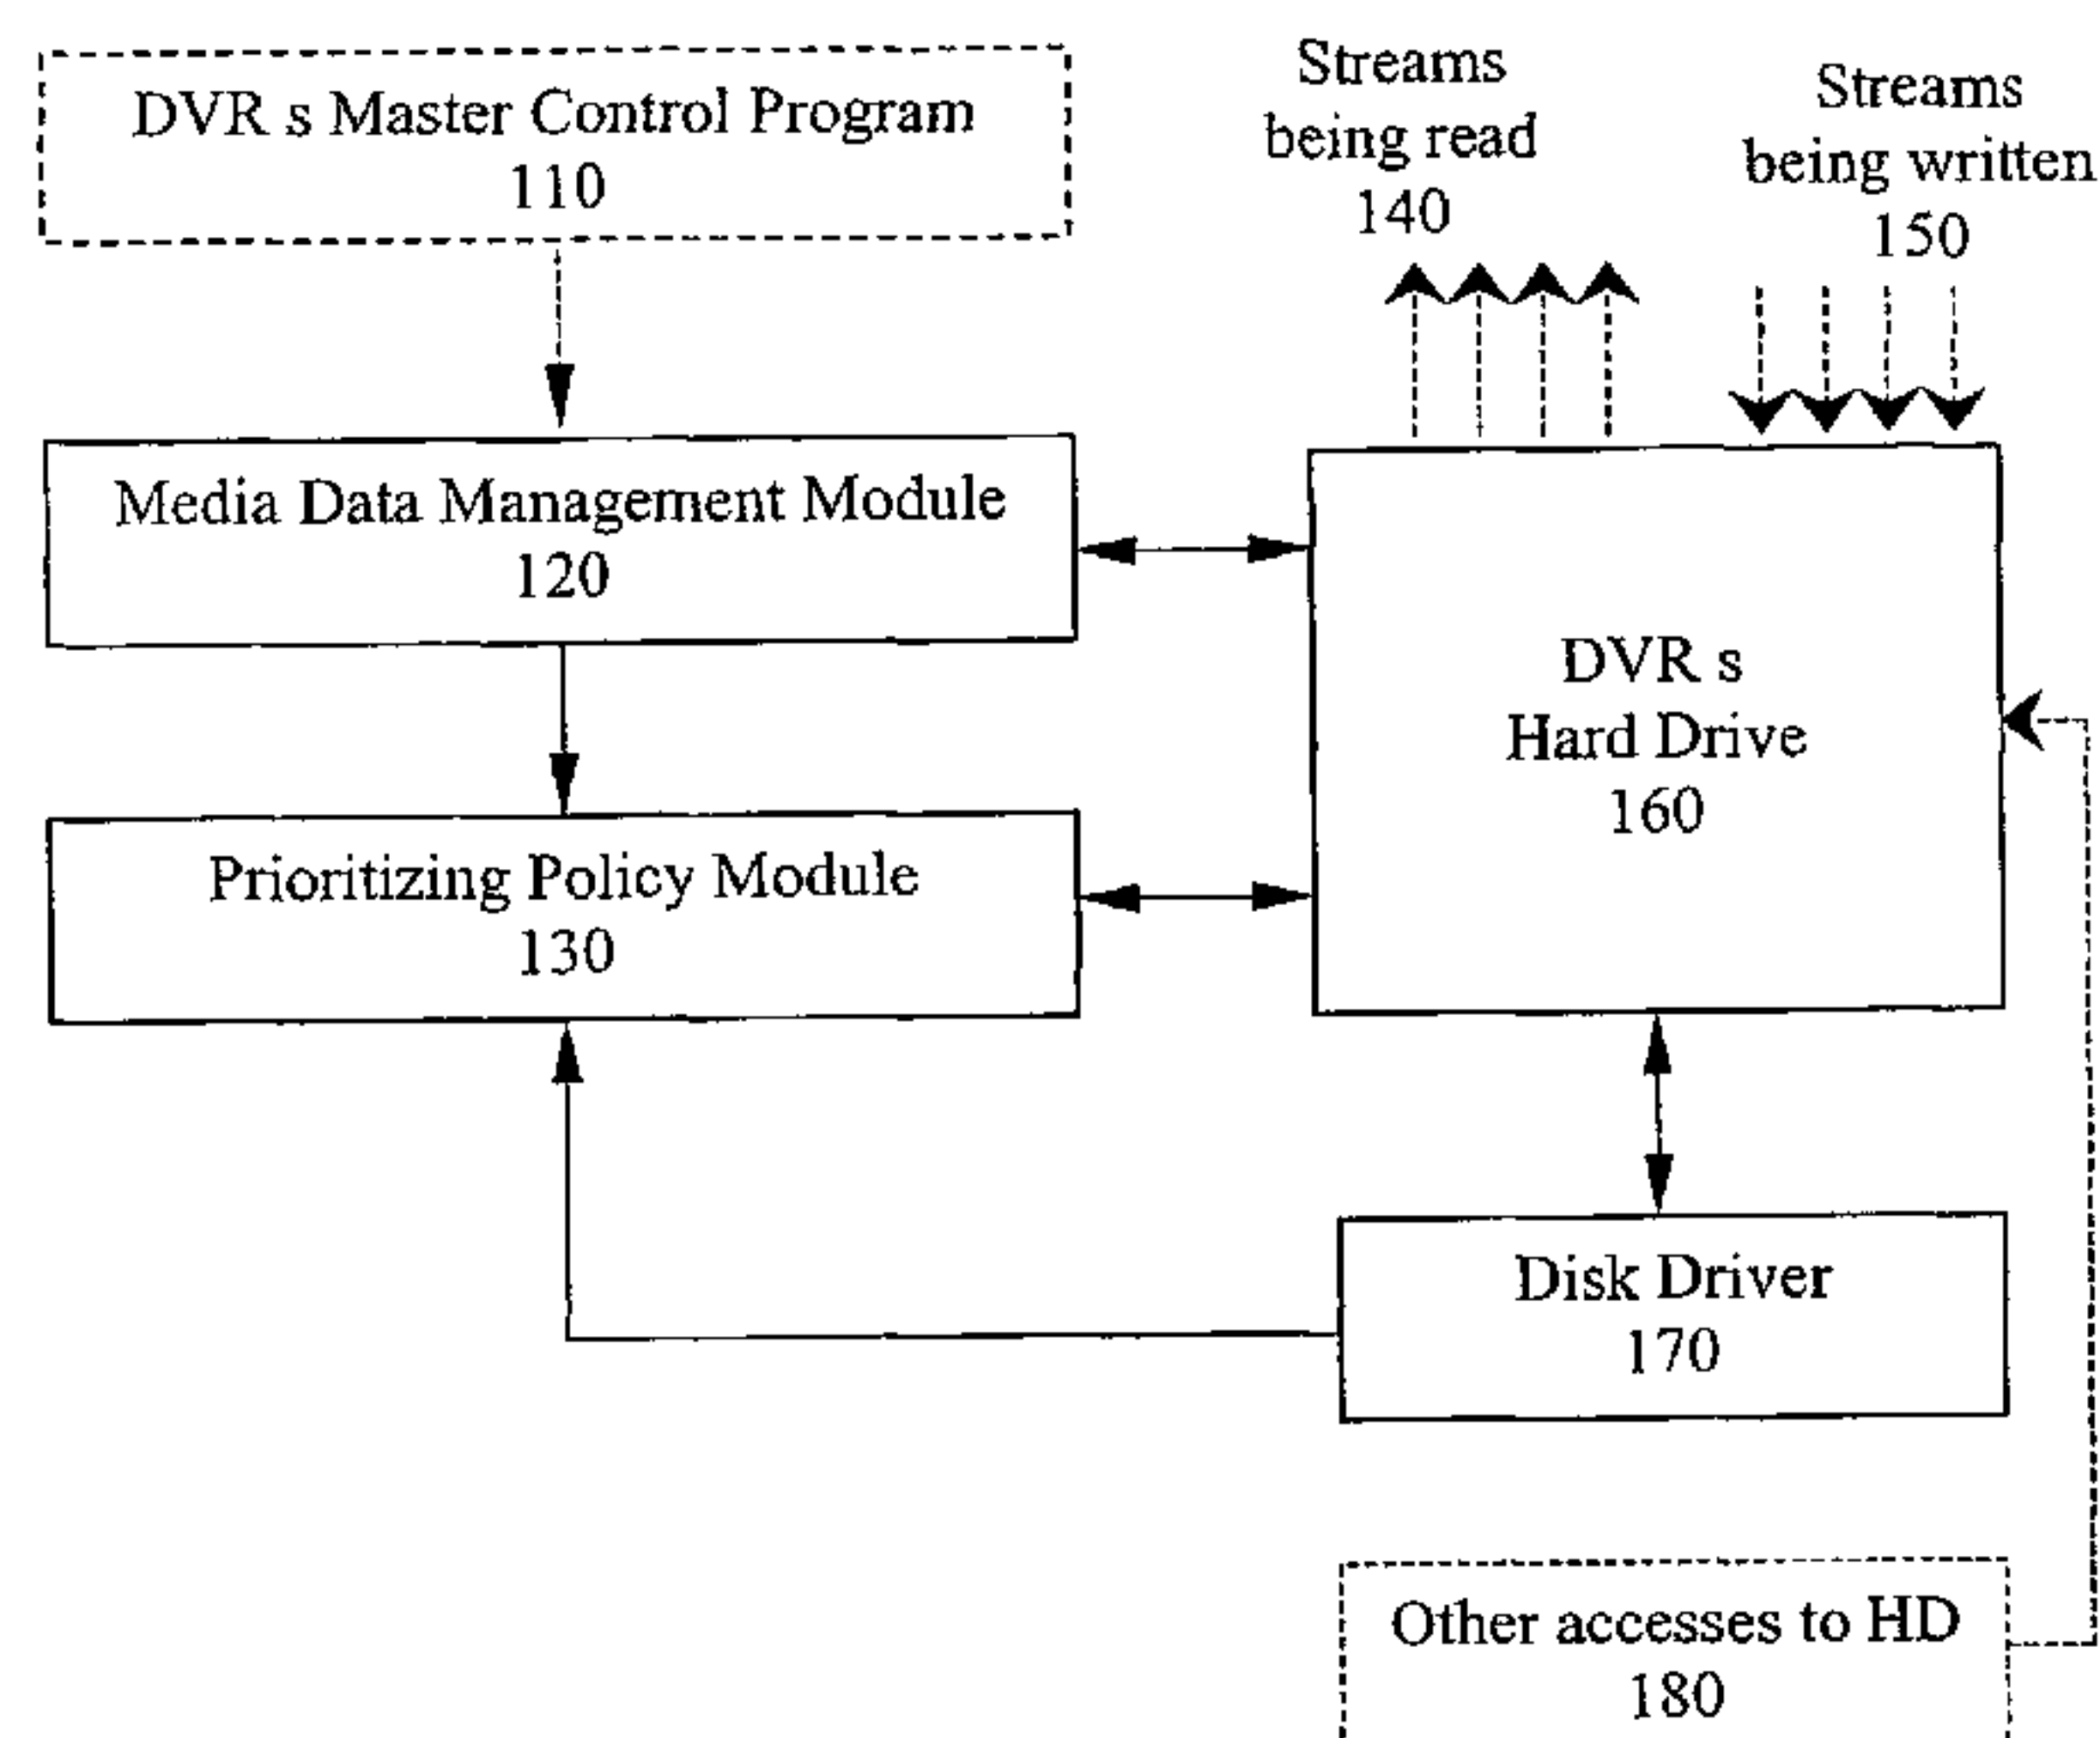 DVR s Master Control Program
110
Streams
being read
140
Streams
being written
150
Media Data Management Module
120
DVR s
Hard Drive
160
Prioritizing Policy Module
130
Disk Driver
170
Other accesses to HD
180